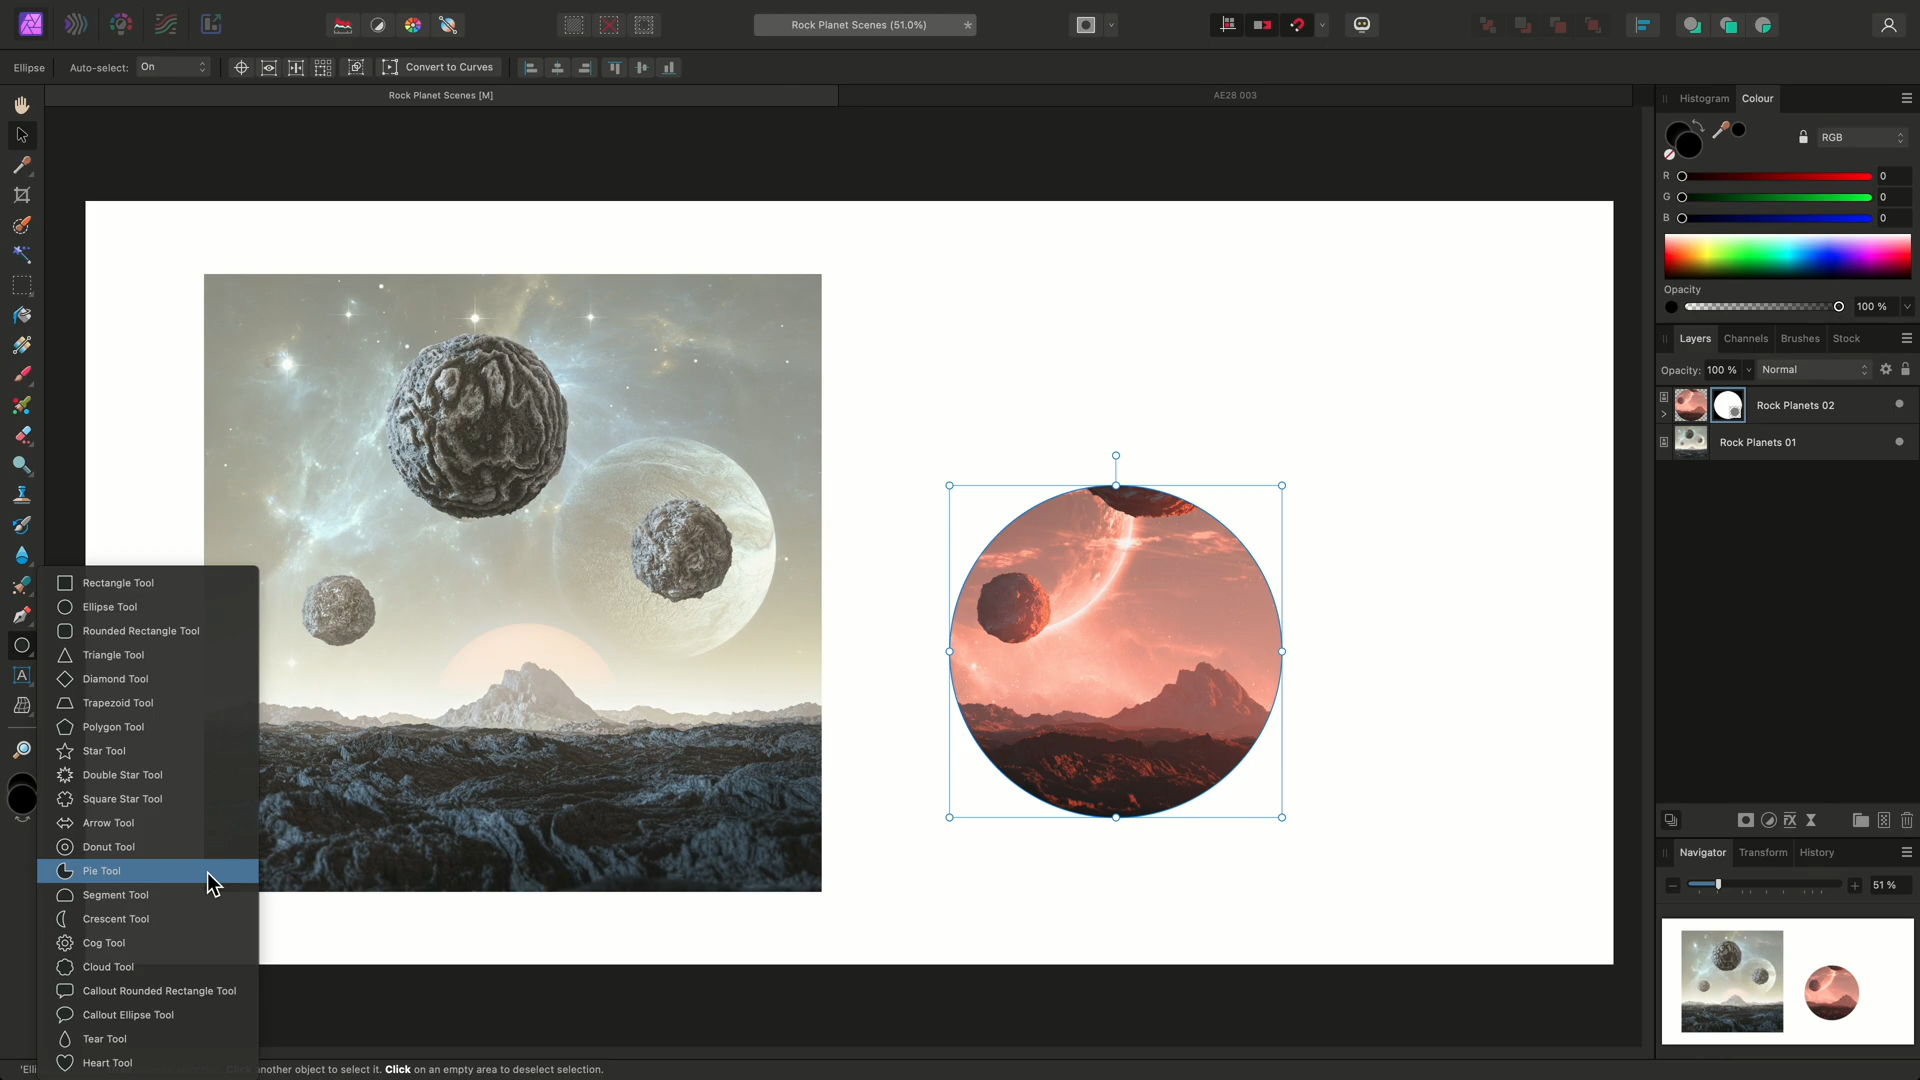 Rock Planet Scenes (51.0%)
*
Ellipse
Auto-select:
On
Convert to Curves
Rock Planet Scenes [M]
AE28 003
Histogram
Colour
RGB
R
0
G
0
B
0
Opacity
100 %
Layers
Channels
Brushes
Stock
Opacity:
100 %
Normal
Rock Planets 02
Rock Planets 01
Rectangle Tool
Ellipse Tool
Rounded Rectangle Tool
Triangle Tool
Diamond Tool
Trapezoid Tool
Polygon Tool
Star Tool
Double Star Tool
Square Star Tool
Arrow Tool
Donut Tool
Pie Tool
Segment Tool
Crescent Tool
Cog Tool
Cloud Tool
Callout Rounded Rectangle Tool
Callout Ellipse Tool
Tear Tool
Heart Tool
A
Navigator
Transform
History
51 %
another object to select it. Click on an empty area to deselect selection.